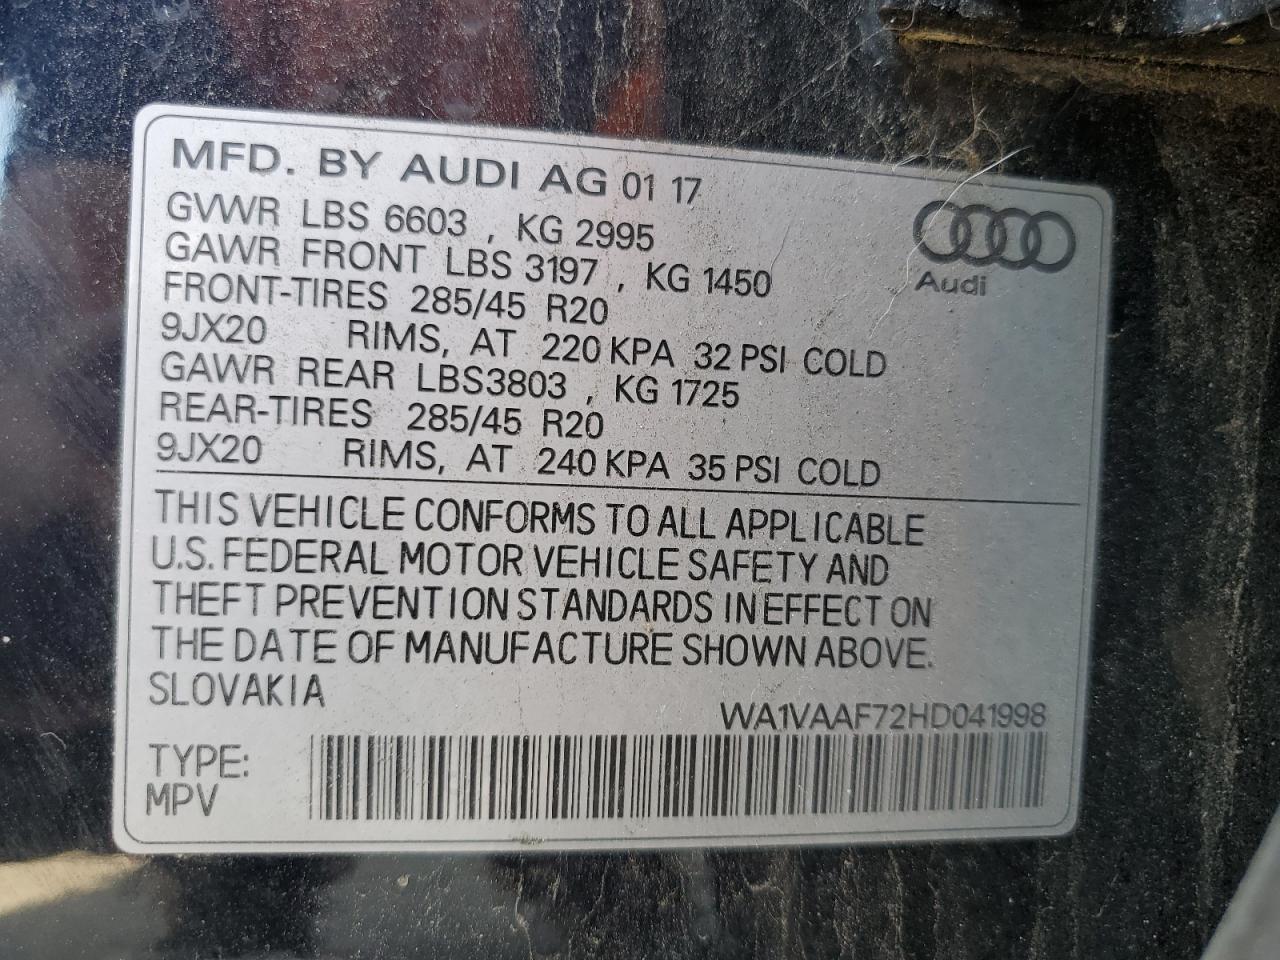 MFD. BY AUDI AG 01 17
GVWR LBS 6603 , KG 2995
GAWR FRONT LBS 3197 , KG 1450
FRONT-TIRES 285/45 R20
9JX20 RIMS, AT 220 KPA 32 PSI COLD
GAWR REAR LBS3803 , KG 1725
REAR-TIRES 285/45 R20
9JX20 RIMS, AT 240 KPA 35 PSI COLD
Audi
THIS VEHICLE CONFORMS TO ALL APPLICABLE
U.S. FEDERAL MOTOR VEHICLE SAFETY AND
THEFT PREVENTION STANDARDS IN EFFECT ON
THE DATE OF MANUFACTURE SHOWN ABOVE.
SLOVAKIA
WA1VAAF72HD041998
TYPE:
MPV